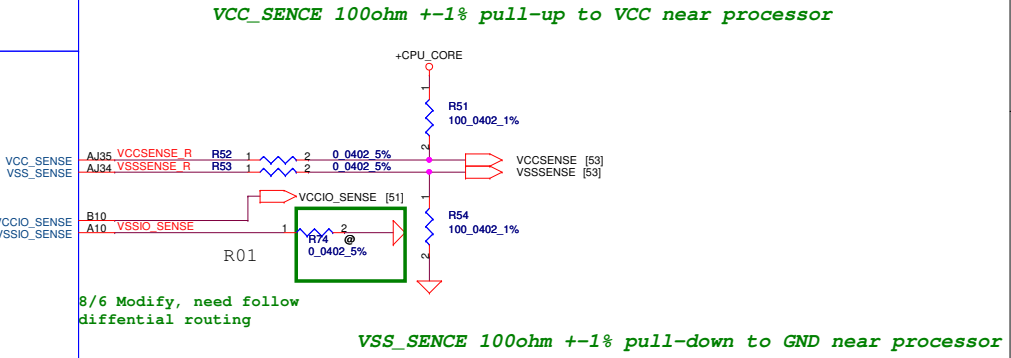 VCC_SENCE 100ohm +-1% pull-up to VCC near processor
+CPU_CORE
1
R51
100_0402_1%
2
VCC_SENSE AJ35 VCCSENSE_R R52 1 2 0_0402_5% VCCSENSE [53]
VSS_SENSE AJ34 VSSSENSE_R R53 1 2 0_0402_5% VSSSENSE [53]
VCCIO_SENSE [51]
1
VCCIO_SENSE B10
VSSIO_SENSE A10 VSSIO_SENSE 1 2
R54
100_0402_1%
R74 @
0_0402_5%
R01
2
8/6 Modify, need follow
diffential routing
VSS_SENCE 100ohm +-1% pull-down to GND near processor